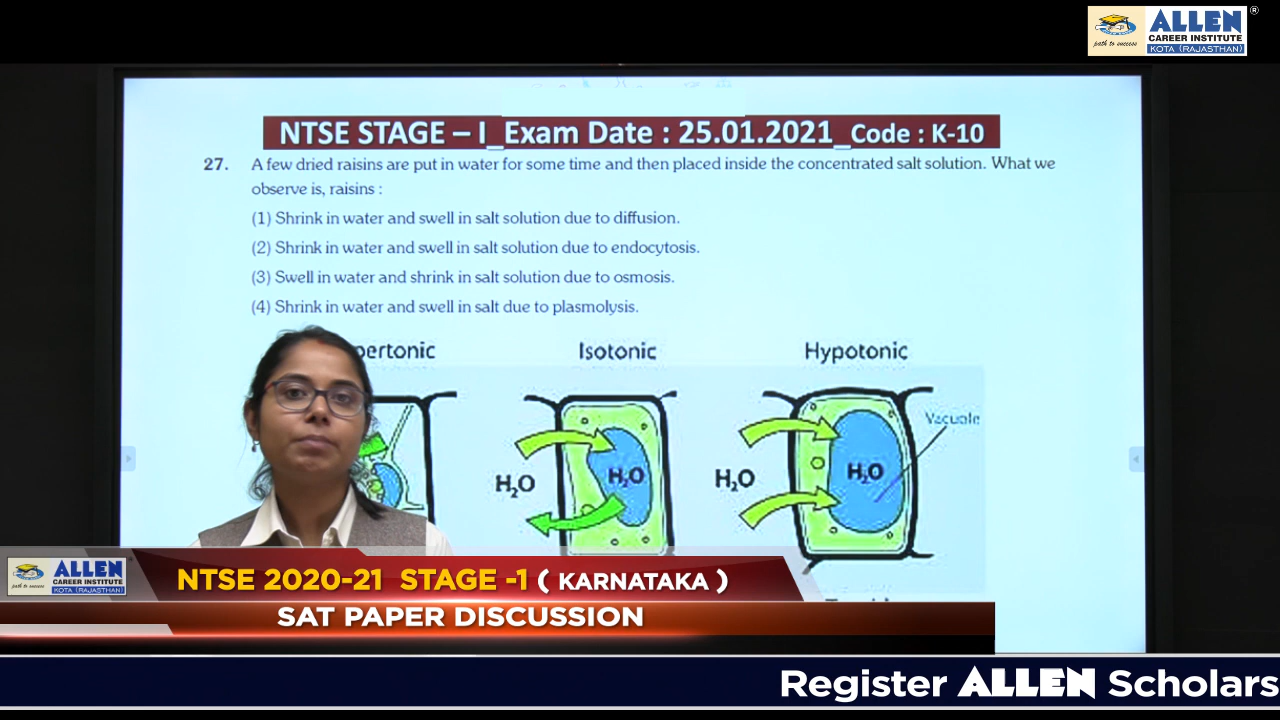 ALLEN
®
CAREER INSTITUTE
path to success
KOTA (RAJASTHAN)
NTSE STAGE – I_Exam Date : 25.01.2021_Code : K-10
27. A few dried raisins are put in water for some time and then placed inside the concentrated salt solution. What we
observe is, raisins :
(1) Shrink in water and swell in salt solution due to diffusion.
(2) Shrink in water and swell in salt solution due to endocytosis.
(3) Swell in water and shrink in salt solution due to osmosis.
(4) Shrink in water and swell in salt due to plasmolysis.
pertonic Isotonic Hypotonic
Vacuole
H₂O H₂O H₂O H₂O
ALLEN
CAREER INSTITUTE
path to success
KOTA (RAJASTHAN)
NTSE 2020-21 STAGE -1 ( KARNATAKA )
SAT PAPER DISCUSSION
Register ALLEN Scholars